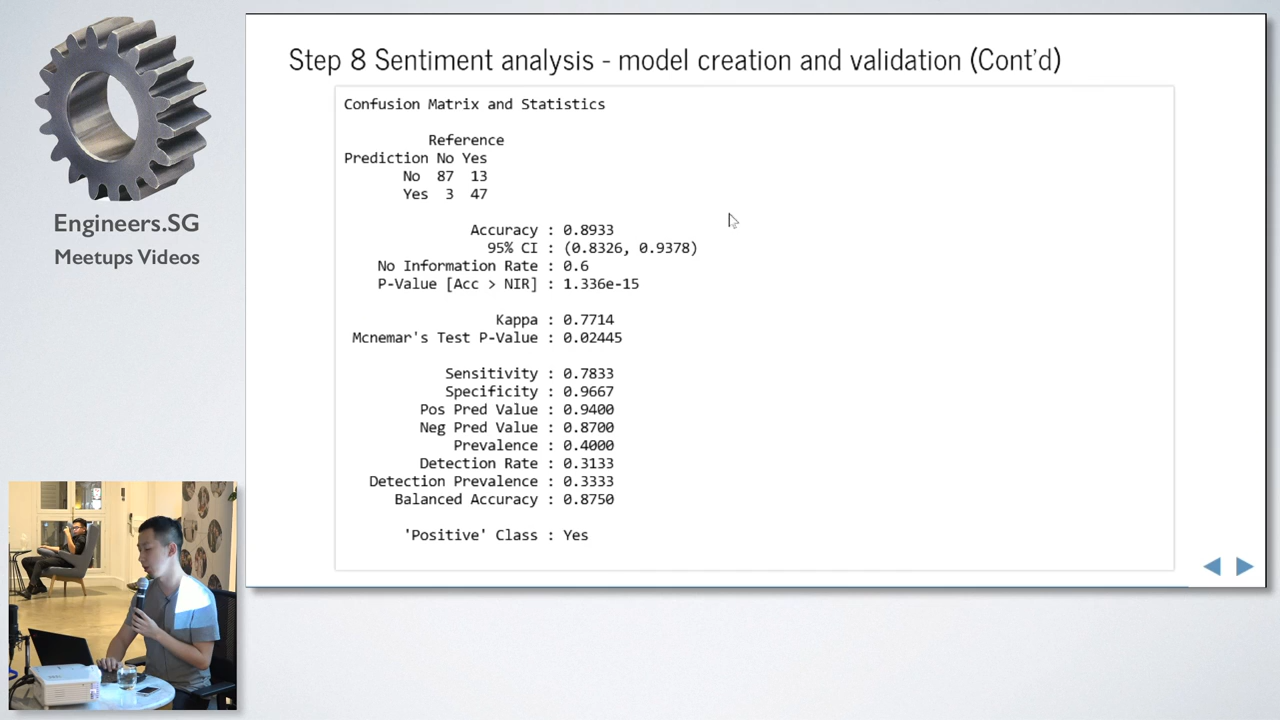 Step 8 Sentiment analysis - model creation and validation (Cont'd)
Confusion Matrix and Statistics
Reference
Prediction No Yes
No 87 13
Yes 3 47
Accuracy : 0.8933
95% CI : (0.8326, 0.9378)
No Information Rate : 0.6
P-Value [Acc > NIR] : 1.336e-15
Kappa : 0.7714
Mcnemar's Test P-Value : 0.02445
Sensitivity : 0.7833
Specificity : 0.9667
Pos Pred Value : 0.9400
Neg Pred Value : 0.8700
Prevalence : 0.4000
Detection Rate : 0.3133
Detection Prevalence : 0.3333
Balanced Accuracy : 0.8750
'Positive' Class : Yes
Engineers.SG
Meetups Videos